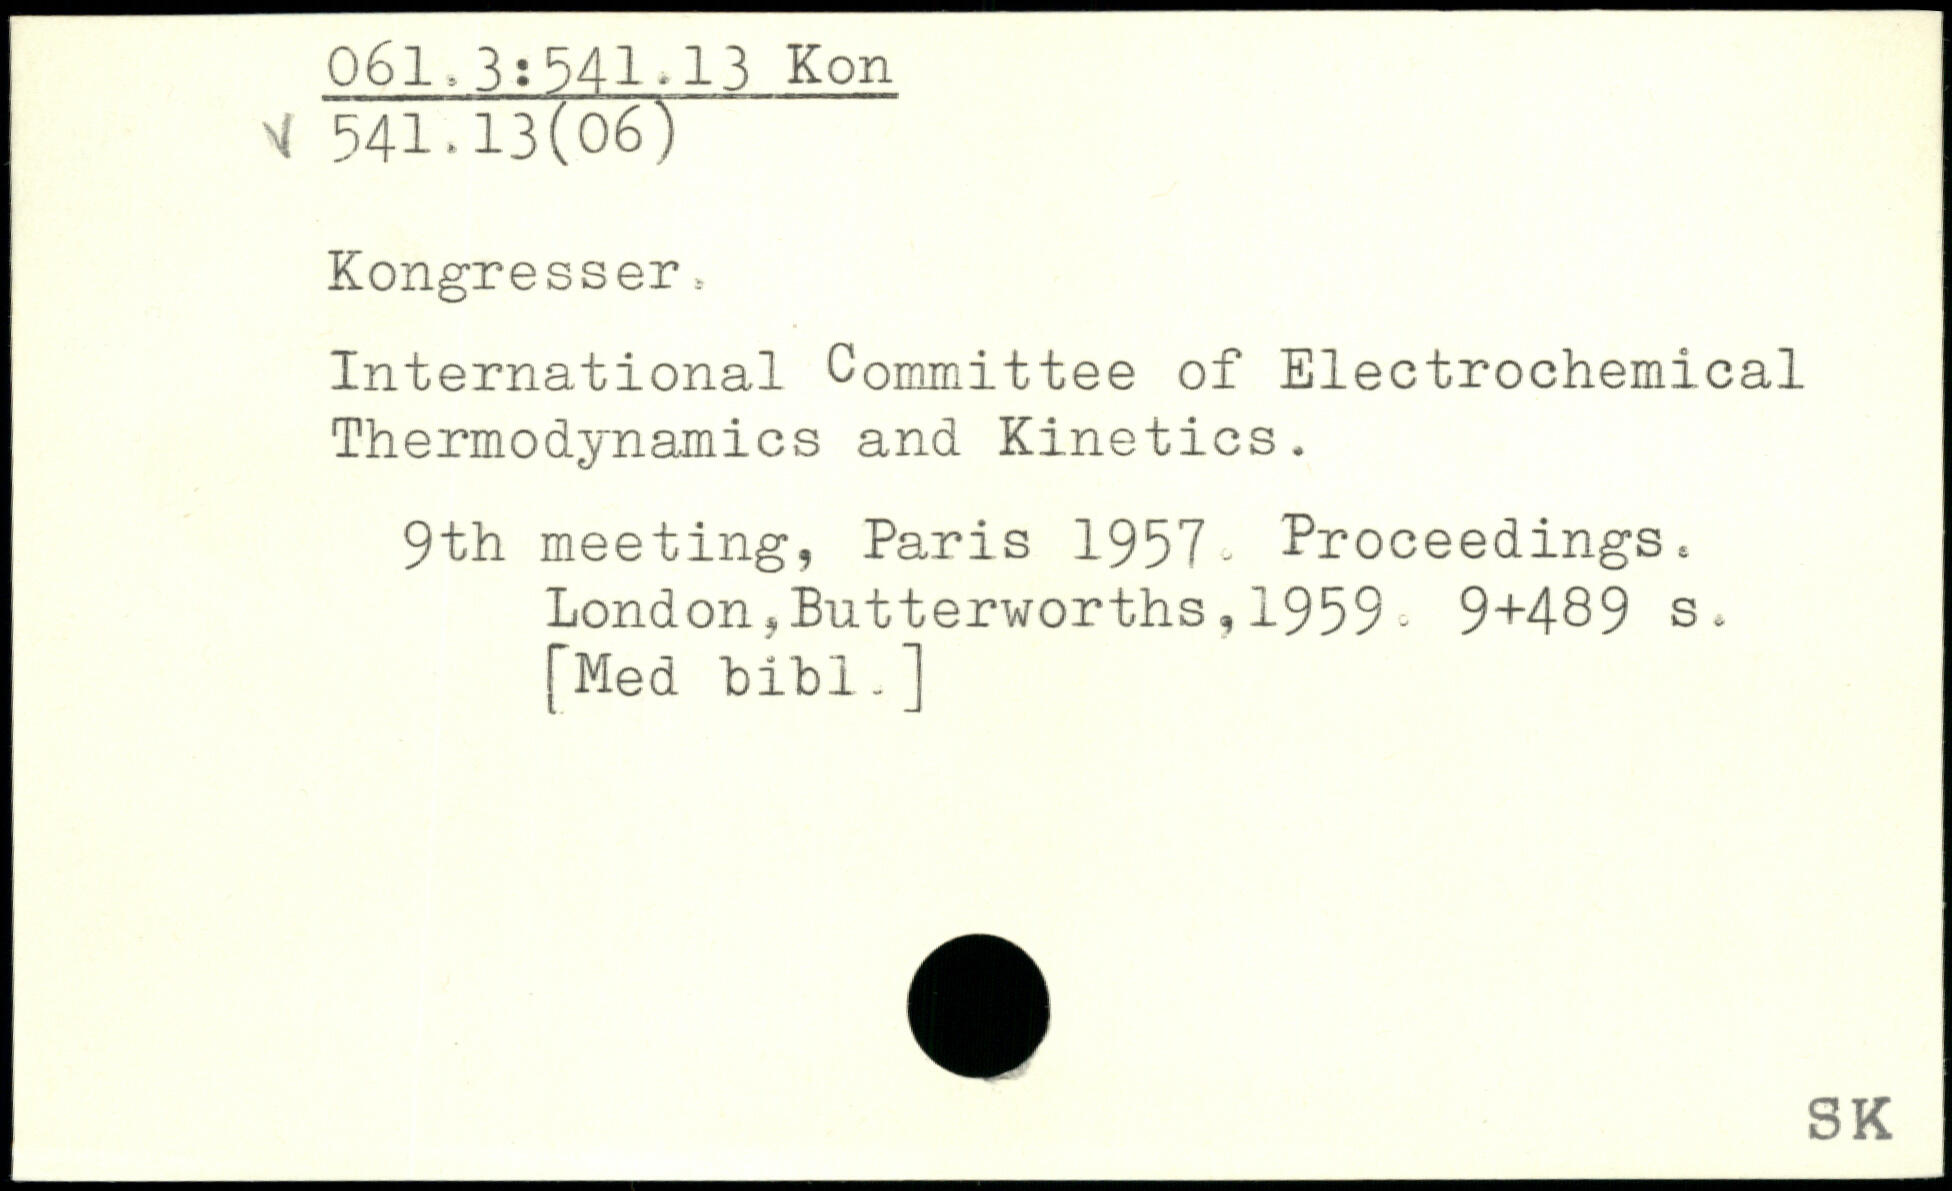 061.3:541.13 Kon
√ 541.13(06)
Kongresser.
International Committee of Electrochemical
Thermodynamics and Kinetics.
9th meeting, Paris 1957. Proceedings.
London,Butterworths,1959. 9+489 s.
[Med bibl.]
SK